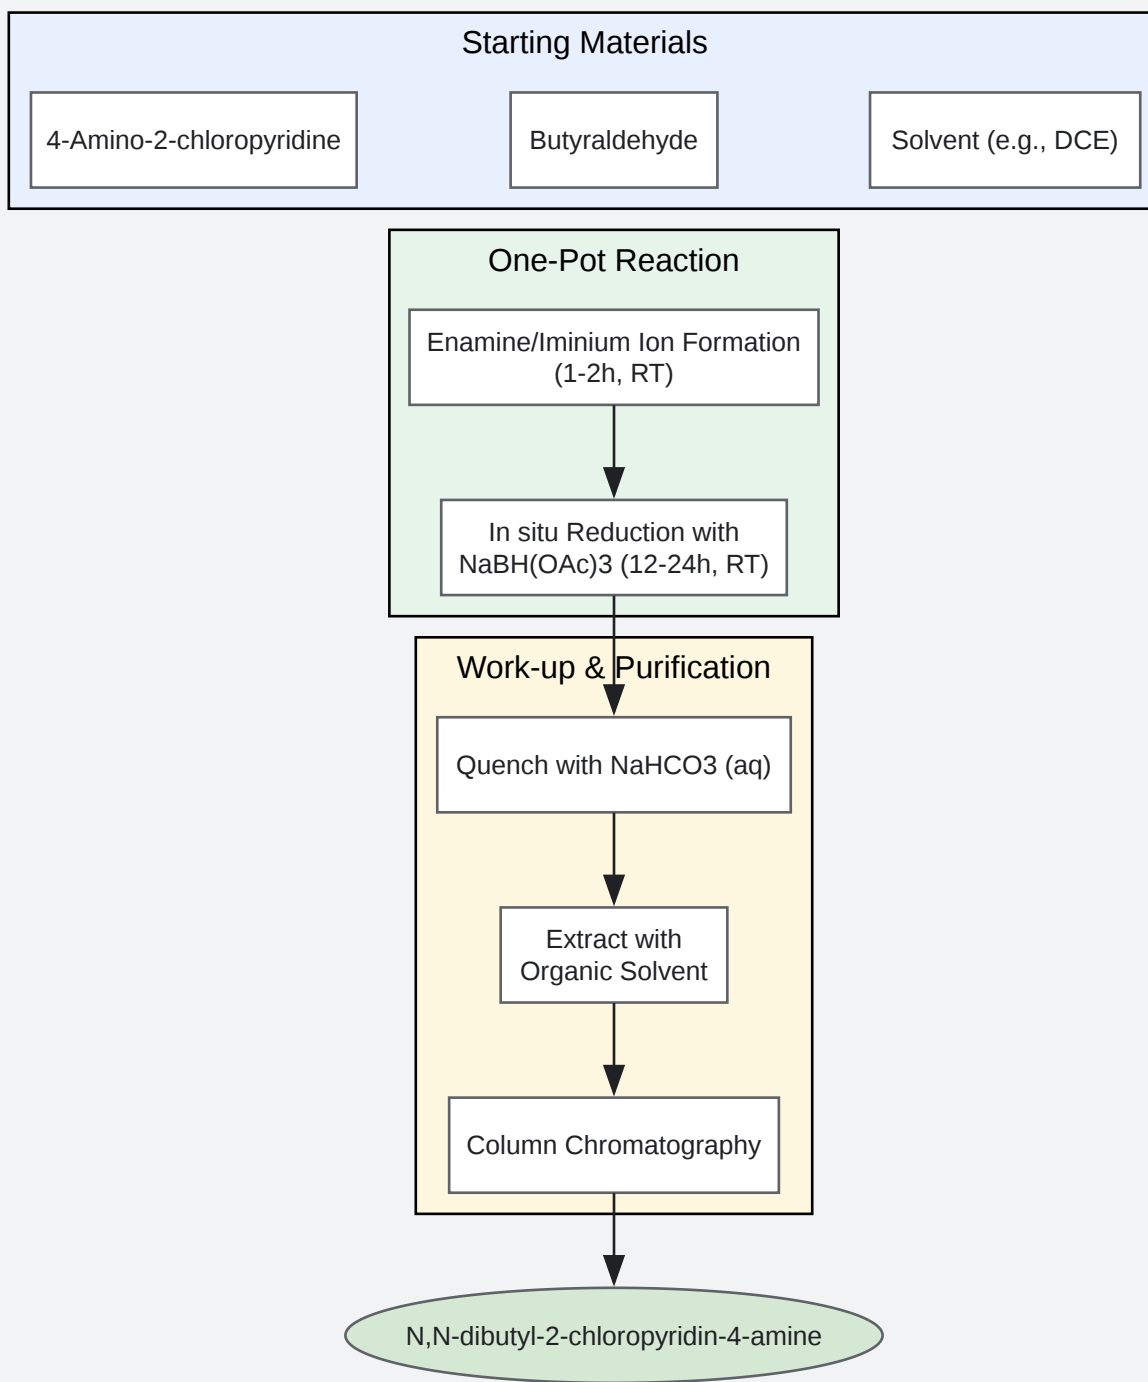 Starting Materials
4-Amino-2-chloropyridine
Butyraldehyde
Solvent (e.g., DCE)
One-Pot Reaction
Enamine/Iminium Ion Formation
(1-2h, RT)
In situ Reduction with
NaBH(OAc)3 (12-24h, RT)
Work-up & Purification
Quench with NaHCO3 (aq)
Extract with
Organic Solvent
Column Chromatography
N,N-dibutyl-2-chloropyridin-4-amine